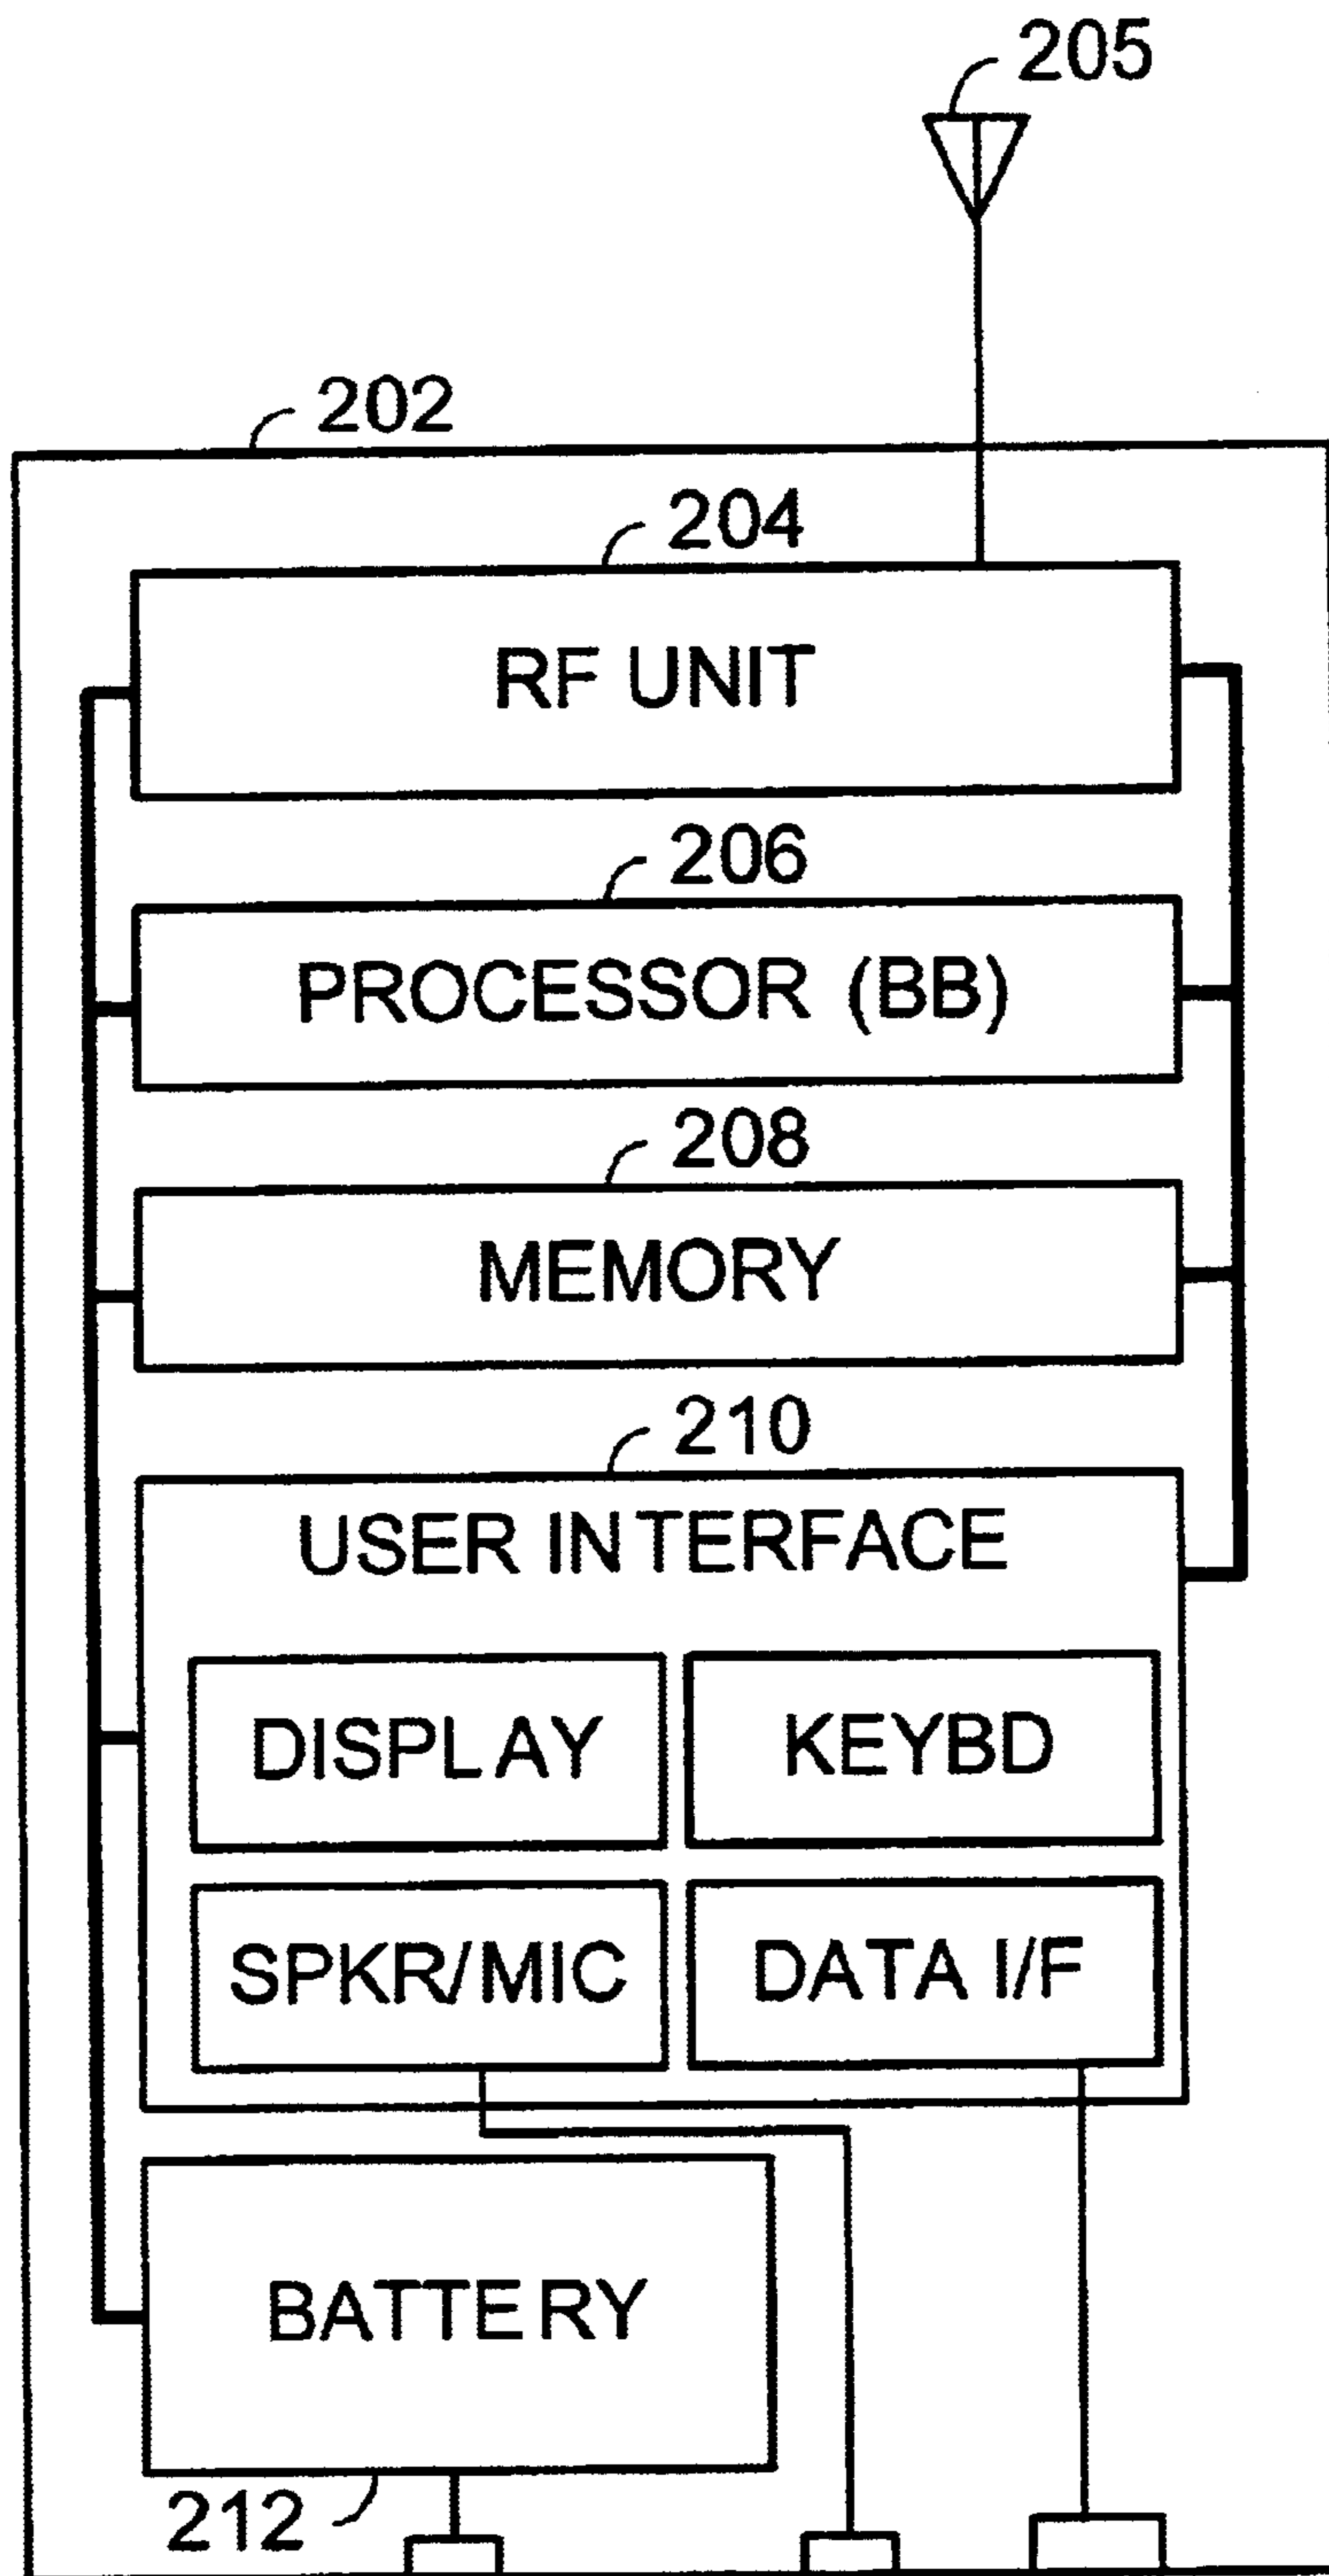 205
202
204
RF UNIT
206
PROCESSOR (BB)
208
MEMORY
210
USER INTERFACE
DISPLAY
KEYBD
SPKR/MIC
DATA I/F
BATTERY
212